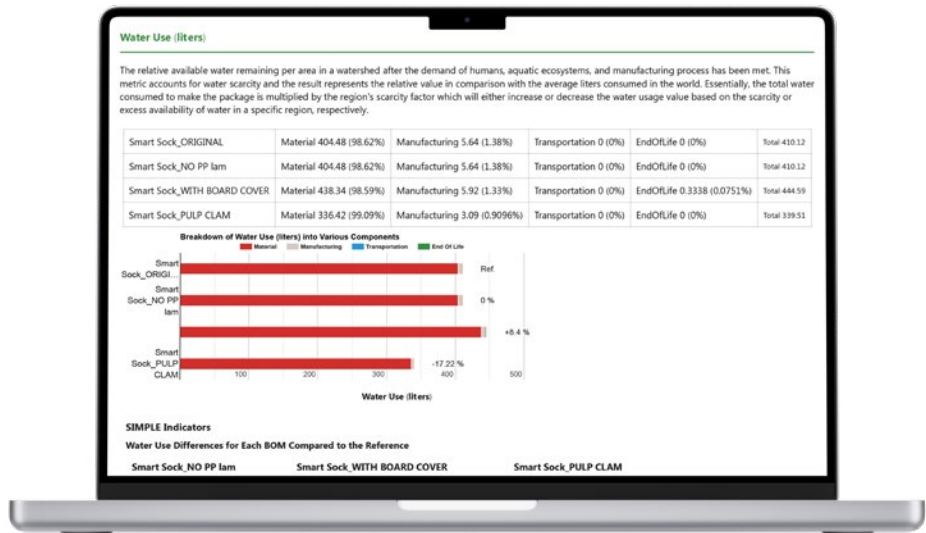 Water Use (liters)
The relative available water remaining per area in a watershed after the demand of humans, aquatic ecosystems, and manufacturing process has been met. This
metric accounts for water scarcity and the result represents the relative value in comparison with the average liters consumed in the world. Essentially, the total water
consumed to make the package is multiplied by the region's scarcity factor which will either increase or decrease the water usage value based on the scarcity or
excess availability of water in a specific region, respectively.
Smart Sock_ORIGINAL Material 404.48 (98.62%) Manufacturing 5.64 (1.38%) Transportation 0 (0%) EndOfLife 0 (0%) Total 410.12
Smart Sock_NO PP lam Material 404.48 (98.62%) Manufacturing 5.64 (1.38%) Transportation 0 (0%) EndOfLife 0 (0%) Total 410.12
Smart Sock_WITH BOARD COVER Material 438.34 (98.59%) Manufacturing 5.92 (1.33%) Transportation 0 (0%) EndOfLife 0.3338 (0.0751%) Total 444.59
Smart Sock_PULP CLAM Material 336.42 (99.09%) Manufacturing 3.09 (0.9096%) Transportation 0 (0%) EndOfLife 0 (0%) Total 339.51
Breakdown of Water Use (liters) into Various Components
Material Manufacturing Transportation End Of Life
Smart
Sock_ORIGI...
Ref.
Smart
Sock_NO PP
lam
0 %
+8.4 %
Smart
Sock_PULP
CLAM
-17.22 %
100 200 300 400 500
Water Use (liters)
SIMPLE Indicators
Water Use Differences for Each BOM Compared to the Reference
Smart Sock_NO PP lam Smart Sock_WITH BOARD COVER Smart Sock_PULP CLAM